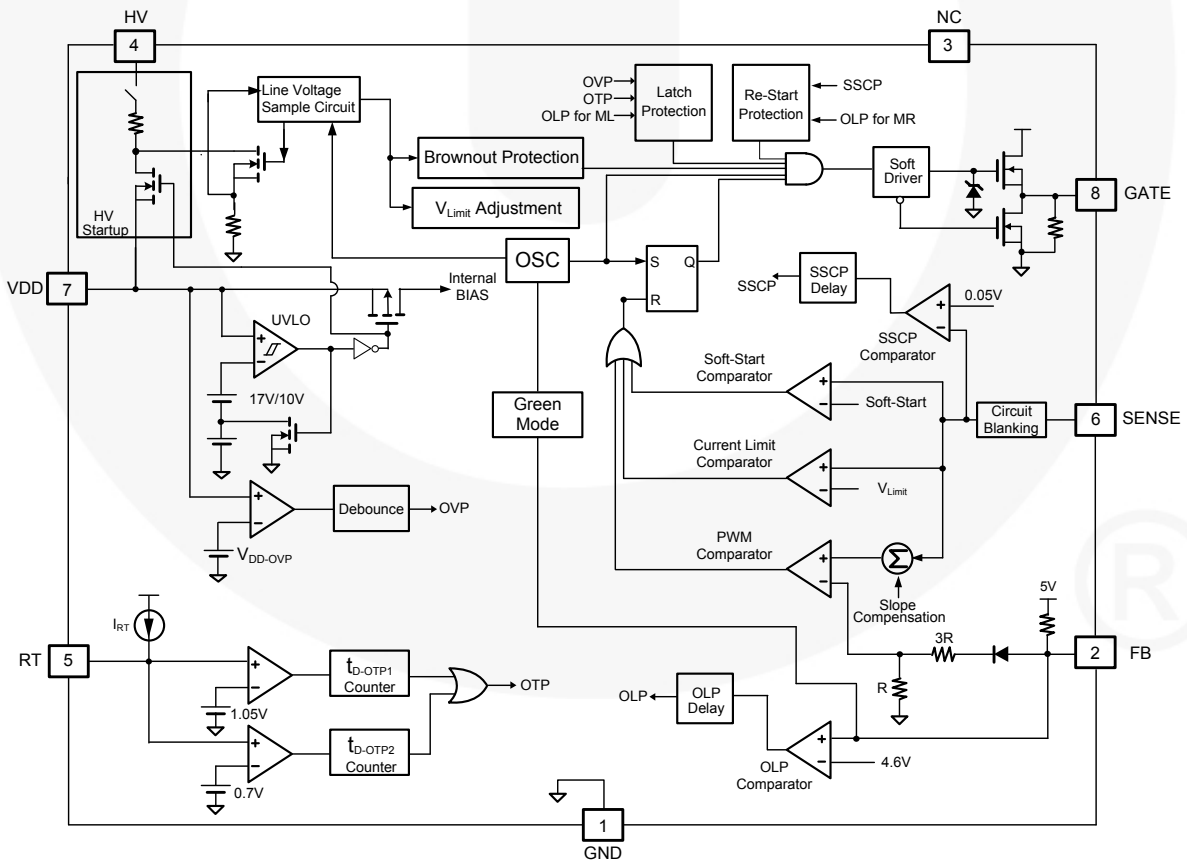 HV
4
NC
3
HV
Startup
Line Voltage
Sample Circuit
Brownout Protection
VLimit Adjustment
OVP
OTP
OLP for ML
Latch
Protection
Re-Start
Protection
SSCP
OLP for MR
Soft
Driver
8
GATE
VDD
7
Internal
BIAS
OSC
S
Q
R
SSCP
SSCP
Delay
0.05V
+
−
SSCP
Comparator
UVLO
+
−
17V/10V
Green
Mode
Soft-Start
Comparator
+
−
Soft-Start
Circuit
Blanking
6
SENSE
Current Limit
Comparator
+
−
VLimit
+
−
Debounce
OVP
VDD-OVP
PWM
Comparator
+
−
Σ
Slope
Compensation
5V
IRT
RT
5
+
−
1.05V
tD-OTP1
Counter
OTP
+
−
0.7V
tD-OTP2
Counter
3R
R
2
FB
OLP
OLP
Delay
+
−
4.6V
OLP
Comparator
1
GND
®